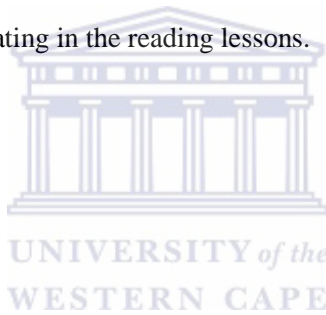 ating in the reading lessons.
UNIVERSITY of the
WESTERN CAPE